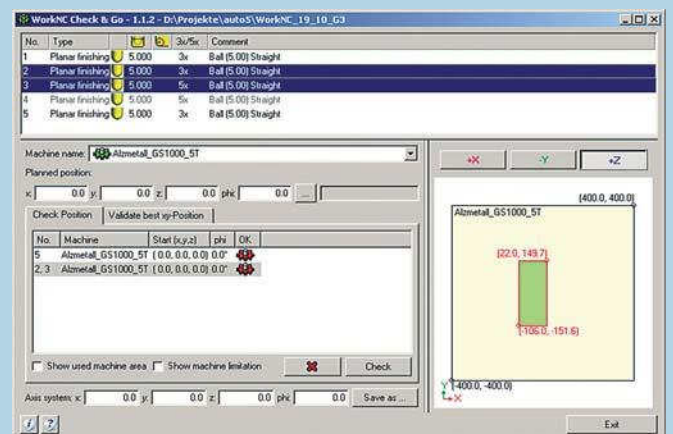 WorkNC Check & Go - 1.1.2 - D:\Projekte\autoS\WorkNC_19_10_G3
No. Type 3x/5x Comment
1 Planar finishing 5.000 3x Ball (5.00) Straight
2 Planar finishing 5.000 3x Ball (5.00) Straight
3 Planar finishing 5.000 5x Ball (5.00) Straight
4 Planar finishing 5.000 5x Ball (5.00) Straight
5 Planar finishing 5.000 3x Ball (5.00) Straight
Machine name: Alzmetall_GS1000_5T
Planned position:
x: 0.0 y: 0.0 z: 0.0 phi: 0.0 ...
Check Position Validate best xy-Position
No. Machine Start (x,y,z) phi OK
5 Alzmetall_GS1000_5T ( 0.0, 0.0, 0.0) 0.0°
2, 3 Alzmetall_GS1000_5T ( 0.0, 0.0, 0.0) 0.0°
Show used machine area Show machine limitation Check
Axis system: x: 0.0 y: 0.0 z: 0.0 phi: 0.0 Save as ...
+X -Y +Z
(400.0, 400.0)
Alzmetall_GS1000_5T
(22.0, 149.7)
(-106.0, -151.6)
(-400.0, -400.0)
Y
X
i ? Exit